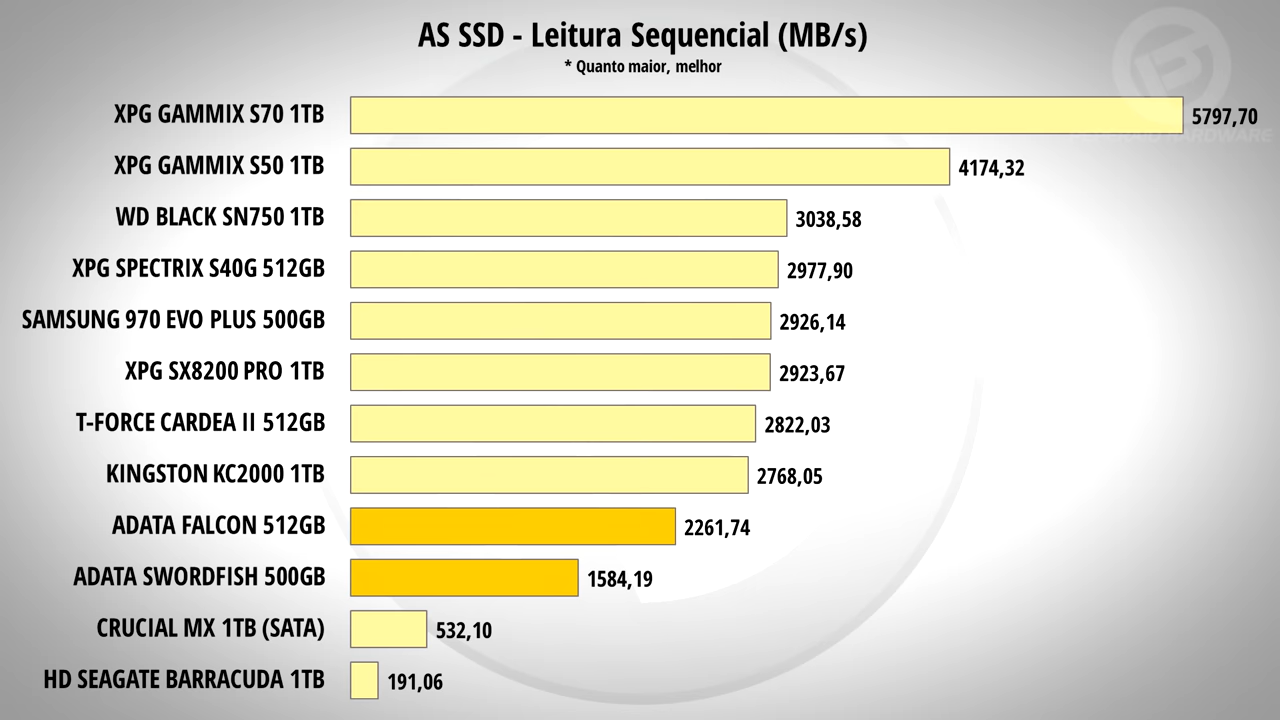 AS SSD - Leitura Sequencial (MB/s)
* Quanto maior, melhor
XPG GAMMIX S70 1TB 5797,70
XPG GAMMIX S50 1TB 4174,32
WD BLACK SN750 1TB 3038,58
XPG SPECTRIX S40G 512GB 2977,90
SAMSUNG 970 EVO PLUS 500GB 2926,14
XPG SX8200 PRO 1TB 2923,67
T-FORCE CARDEA II 512GB 2822,03
KINGSTON KC2000 1TB 2768,05
ADATA FALCON 512GB 2261,74
ADATA SWORDFISH 500GB 1584,19
CRUCIAL MX 1TB (SATA) 532,10
HD SEAGATE BARRACUDA 1TB 191,06